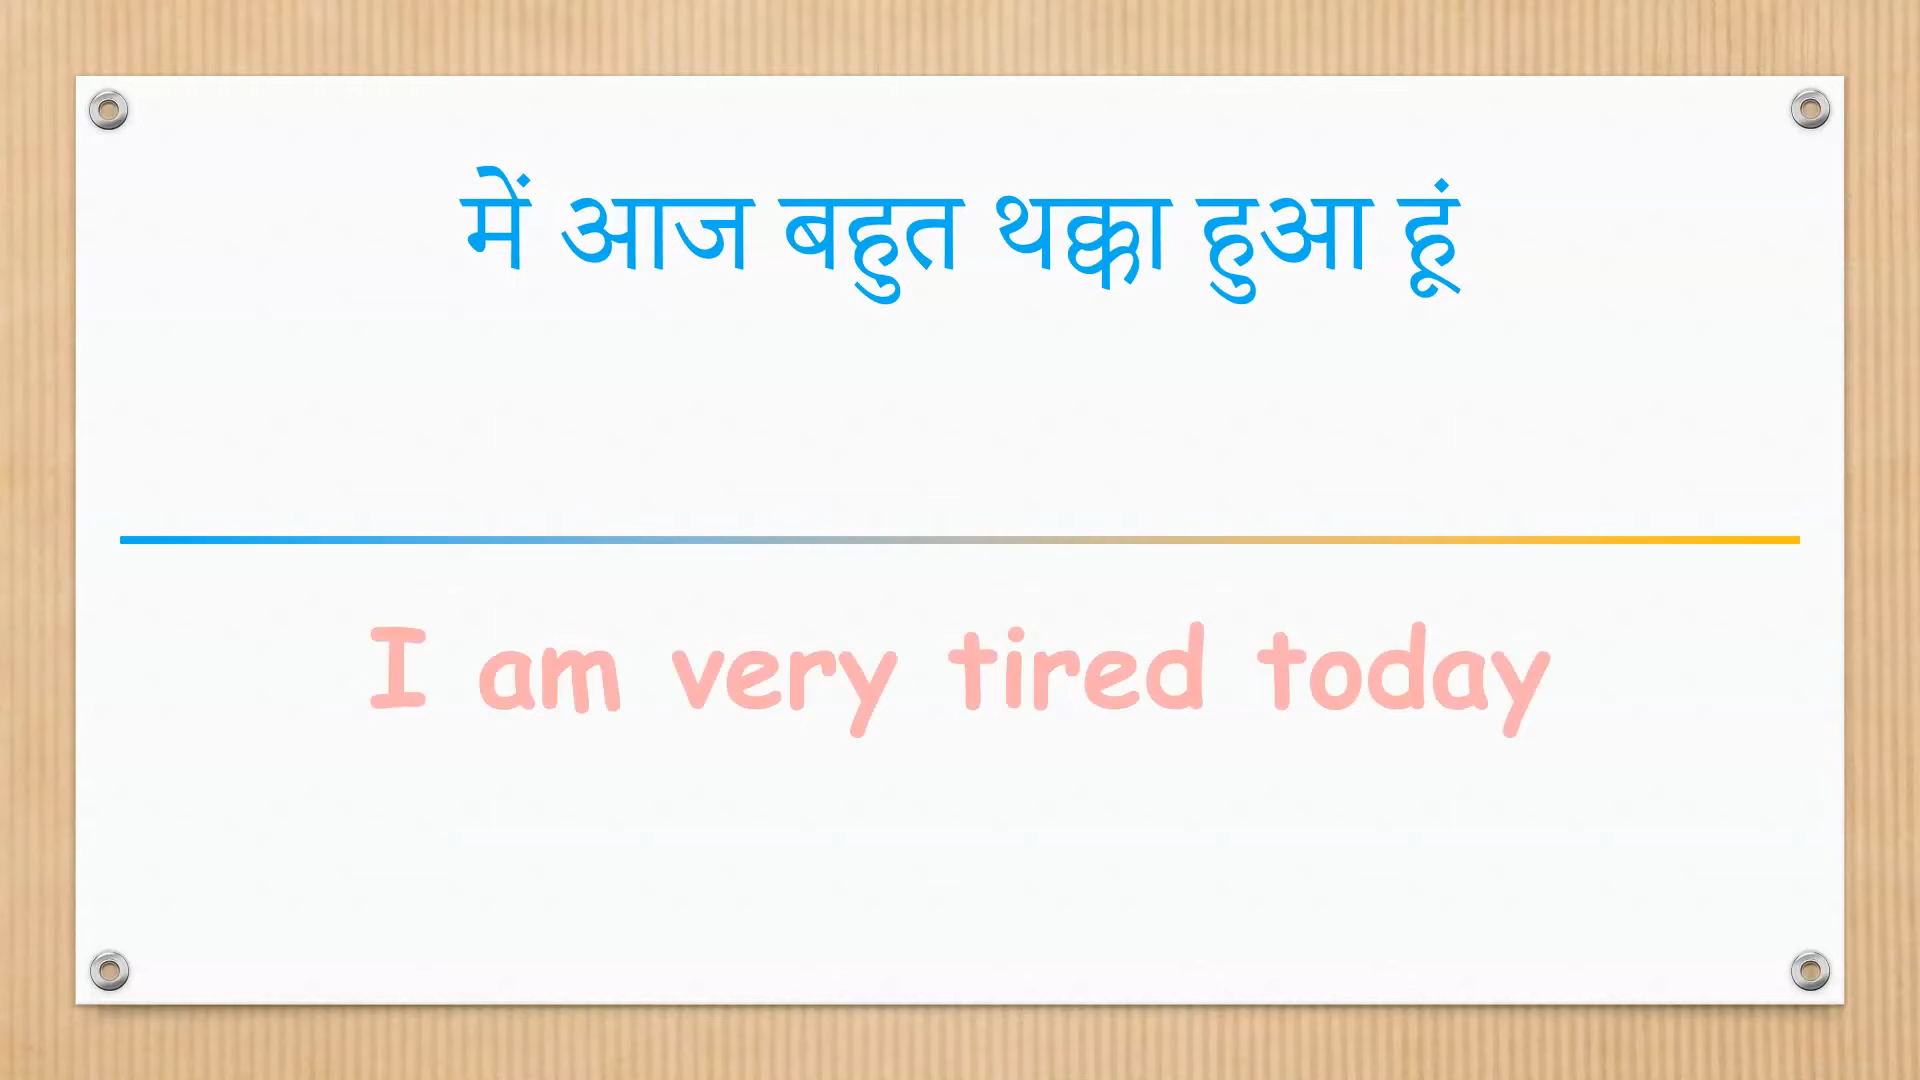 में आज बहुत थक्का हुआ हूं
I am very tired today